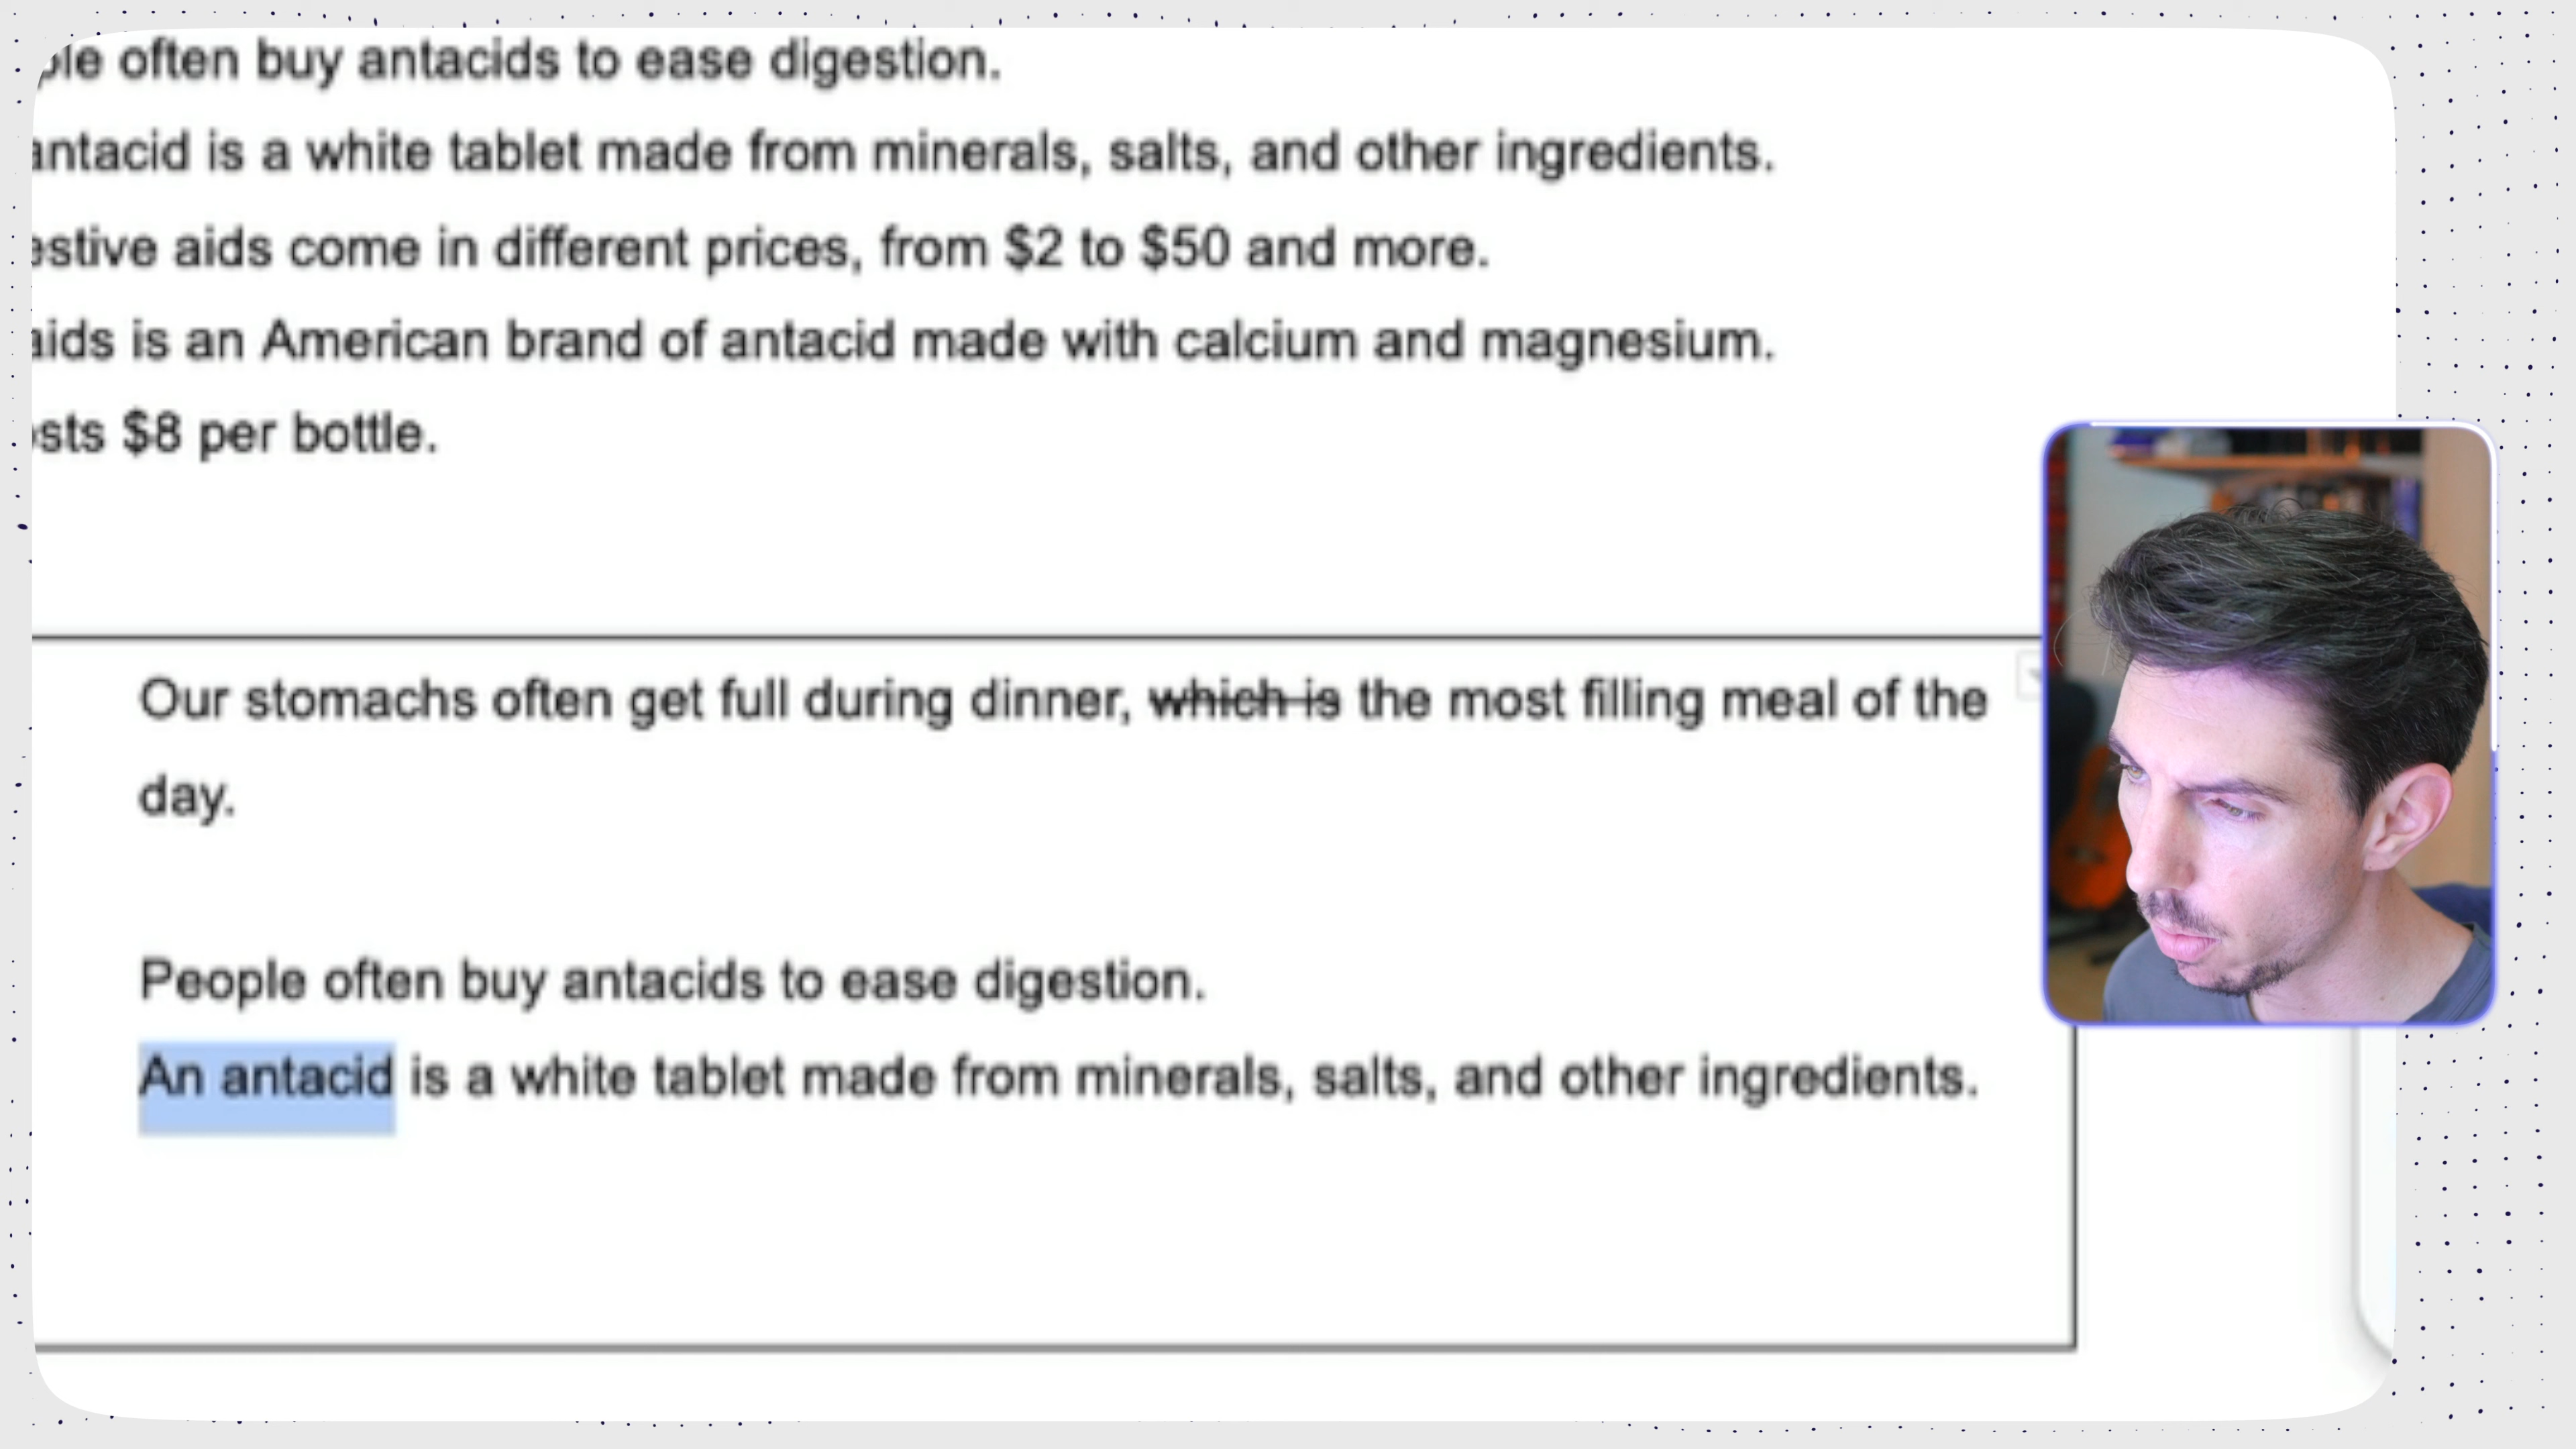 often buy antacids to ease digestion.
antacid is a white tablet made from minerals, salts, and other ingredients.
estive aids come in different prices, from $2 to $50 and more.
aids is an American brand of antacid made with calcium and magnesium.
sts $8 per bottle.
Our stomachs often get full during dinner, which is the most filling meal of the
day.
People often buy antacids to ease digestion.
An antacid is a white tablet made from minerals, salts, and other ingredients.